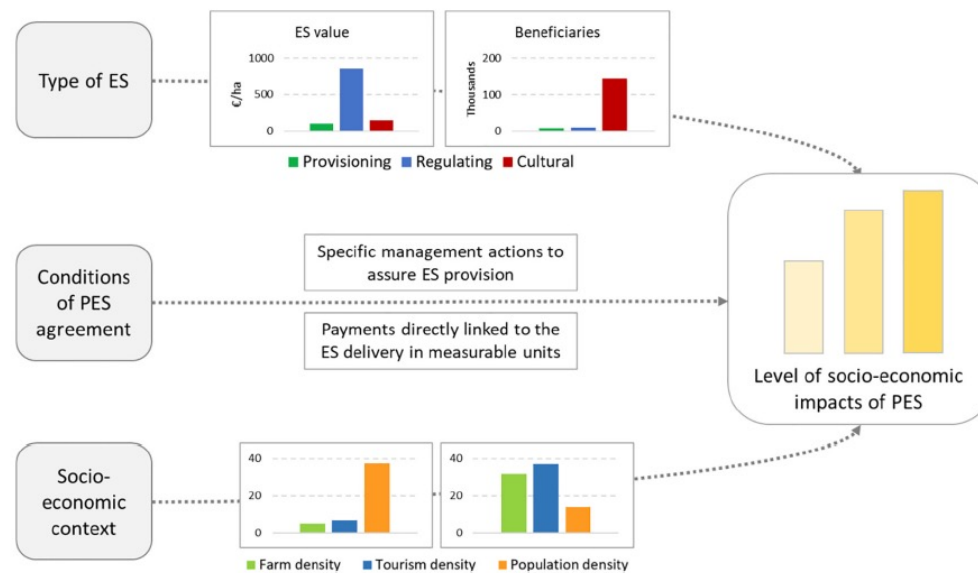 Type of ES
ES value
€/ha
1000
500
0
Beneficiaries
Thousands
200
100
0
Provisioning Regulating Cultural
Conditions
of PES
agreement
Specific management actions to
assure ES provision
Payments directly linked to the
ES delivery in measurable units
Level of socio-economic
impacts of PES
Socio-
economic
context
40
20
0
40
20
0
Farm density Tourism density Population density